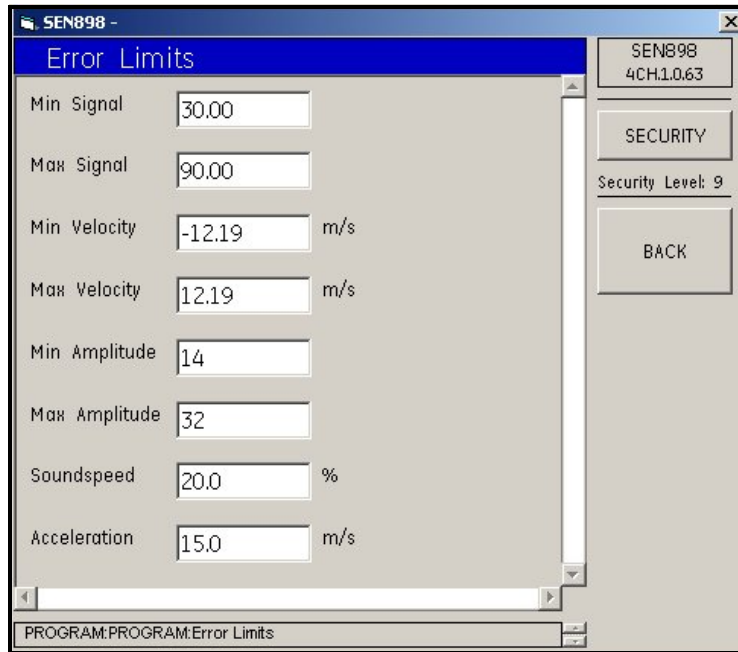 SEN898 -
Error Limits
SEN898
4CH.1.0.63
Min Signal 30.00
Max Signal 90.00
SECURITY
Security Level: 9
Min Velocity -12.19 m/s
BACK
Max Velocity 12.19 m/s
Min Amplitude 14
Max Amplitude 32
Soundspeed 20.0 %
Acceleration 15.0 m/s
PROGRAM:PROGRAM:Error Limits